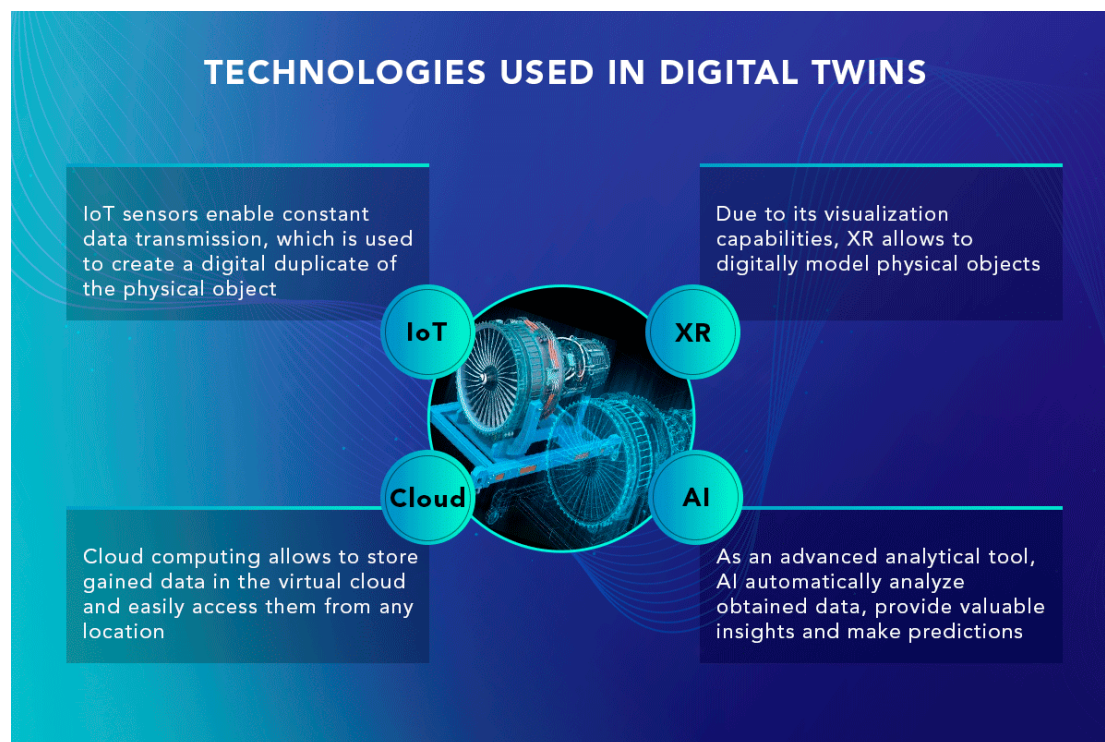 TECHNOLOGIES USED IN DIGITAL TWINS
IoT sensors enable constant
data transmission, which is used
to create a digital duplicate of
the physical object
IoT
Due to its visualization
capabilities, XR allows to
digitally model physical objects
XR
Cloud
Cloud computing allows to store
gained data in the virtual cloud
and easily access them from any
location
AI
As an advanced analytical tool,
AI automatically analyze
obtained data, provide valuable
insights and make predictions